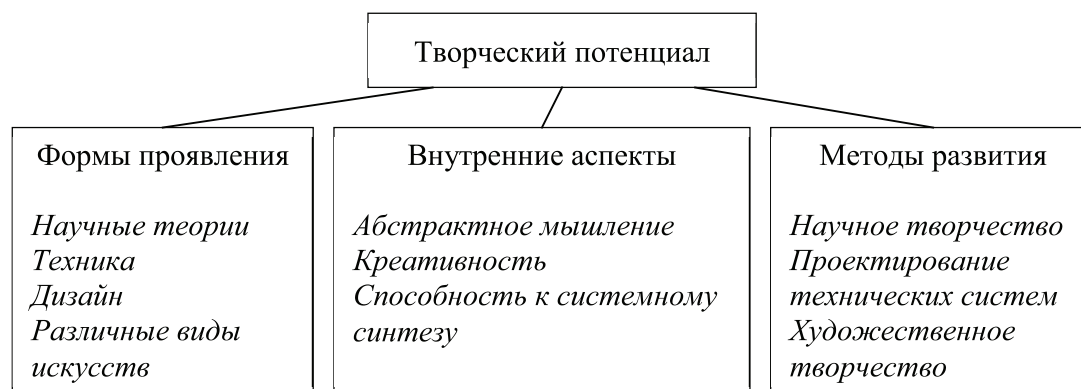 Творческий потенциал
Формы проявления
Научные теории
Техника
Дизайн
Различные виды
искусств
Внутренние аспекты
Абстрактное мышление
Креативность
Способность к системному
синтезу
Методы развития
Научное творчество
Проектирование
технических систем
Художественное
творчество